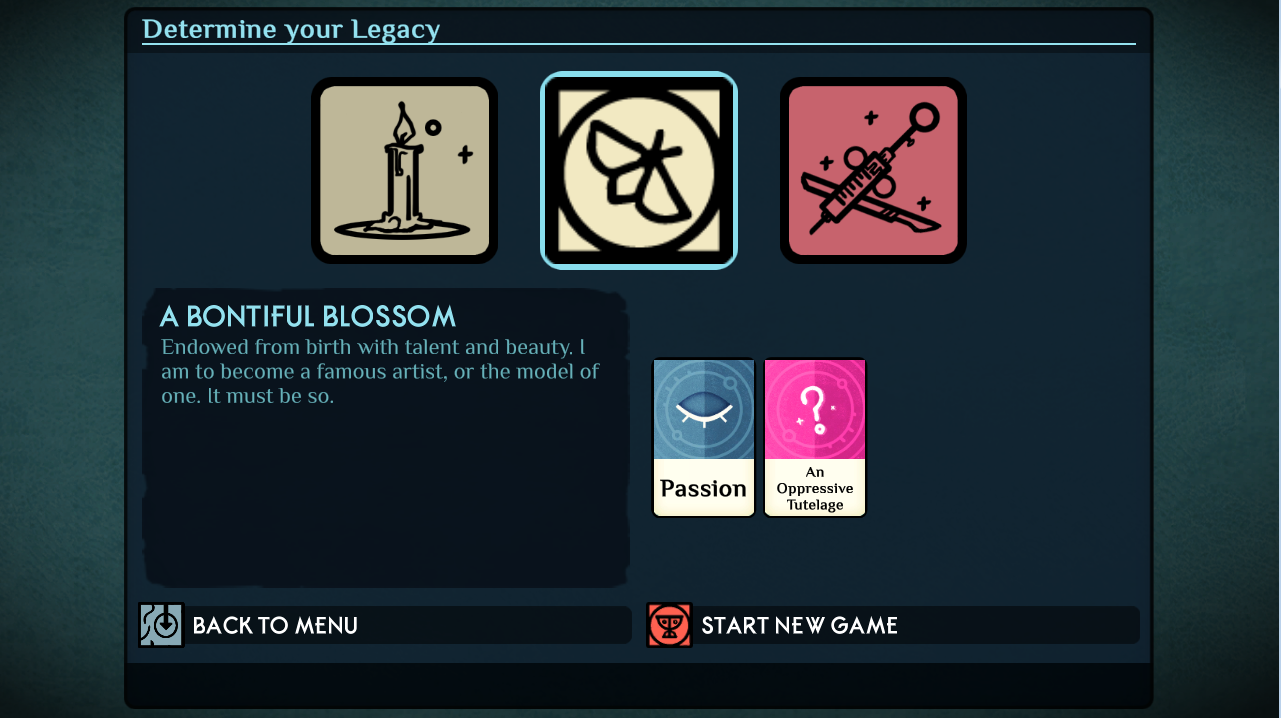 Determine your Legacy
A BONTIFUL BLOSSOM
Endowed from birth with talent and beauty. I
am to become a famous artist, or the model of
one. It must be so.
Passion
An
Oppressive
Tutelage
BACK TO MENU
START NEW GAME